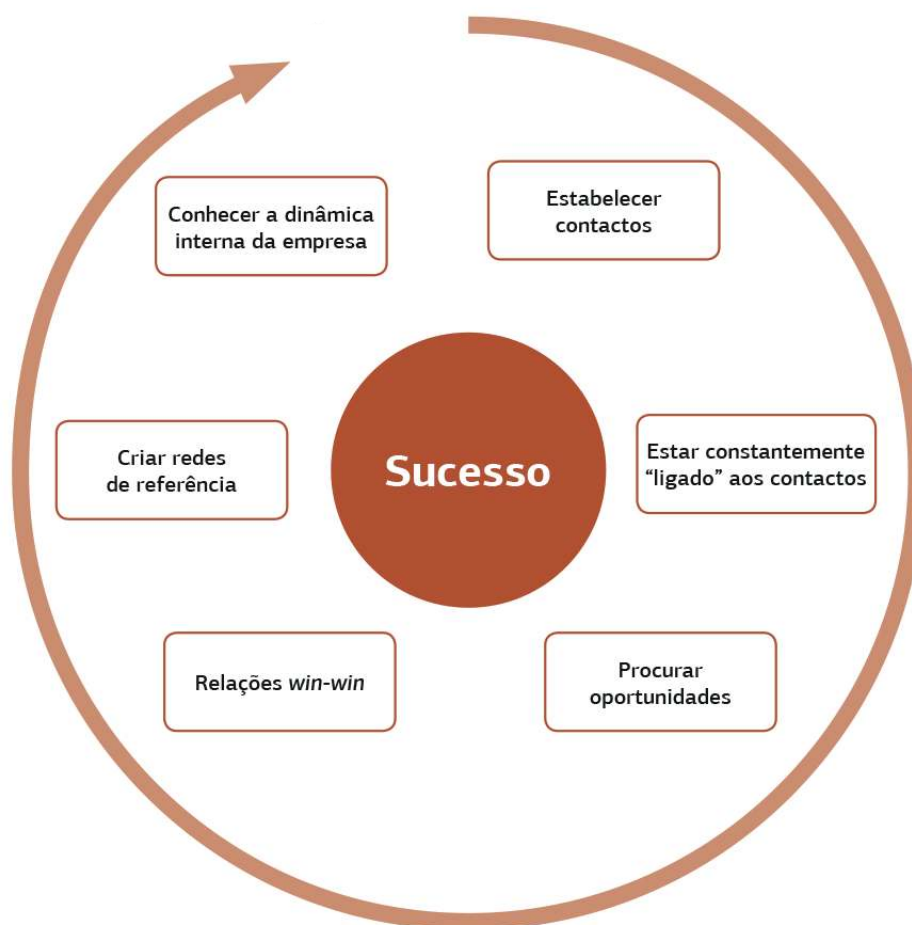 Conhecer a dinâmica
interna da empresa
Estabelecer
contactos
Criar redes
de referência
Sucesso
Estar constantemente
“ligado” aos contactos
Relações win-win
Procurar
oportunidades